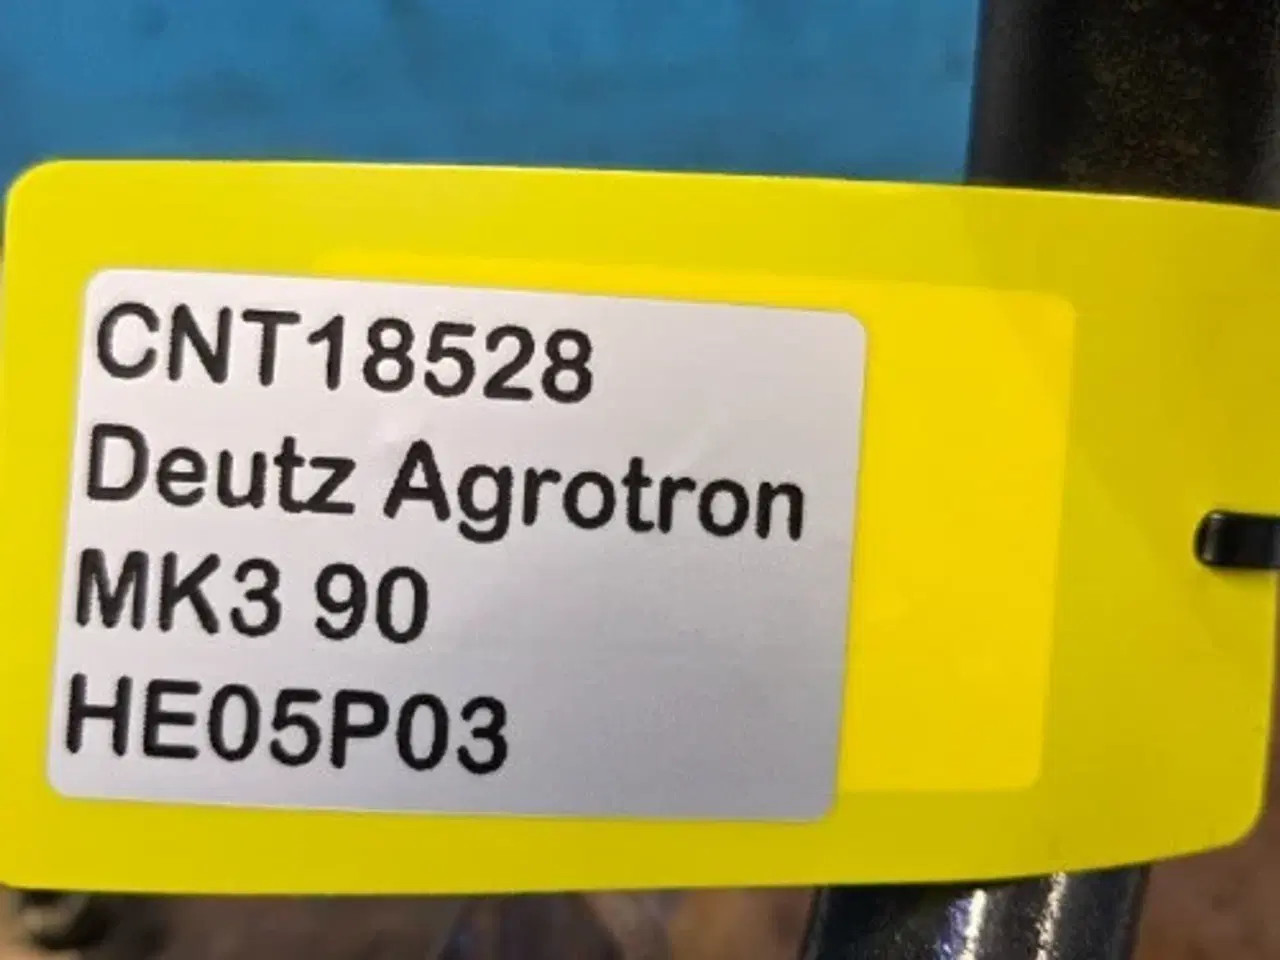 CNT18528
Deutz Agrotron
MK3 90
HE05P03